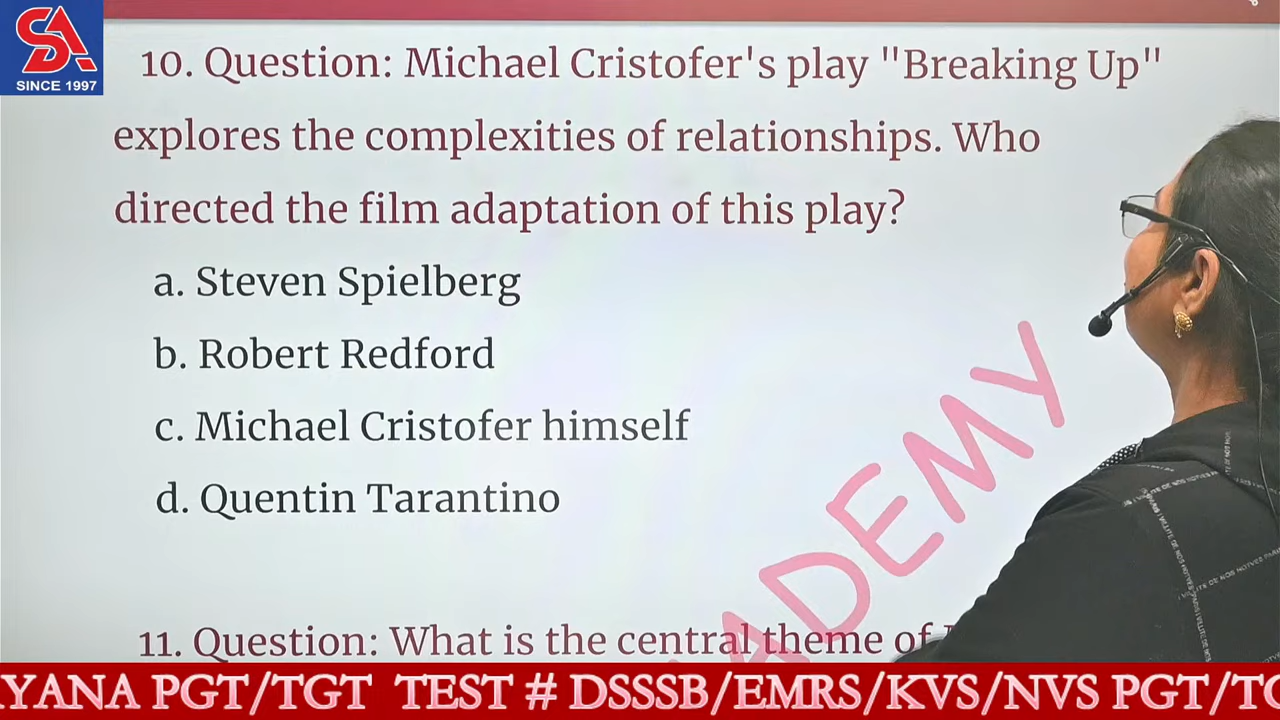 SA
SINCE 1997
10. Question: Michael Cristofer's play "Breaking Up"
explores the complexities of relationships. Who
directed the film adaptation of this play?
a. Steven Spielberg
b. Robert Redford
c. Michael Cristofer himself
d. Quentin Tarantino
ADEMY
11. Question: What is the central theme of
YANA PGT/TGT TEST # DSSSB/EMRS/KVS/NVS PGT/TG